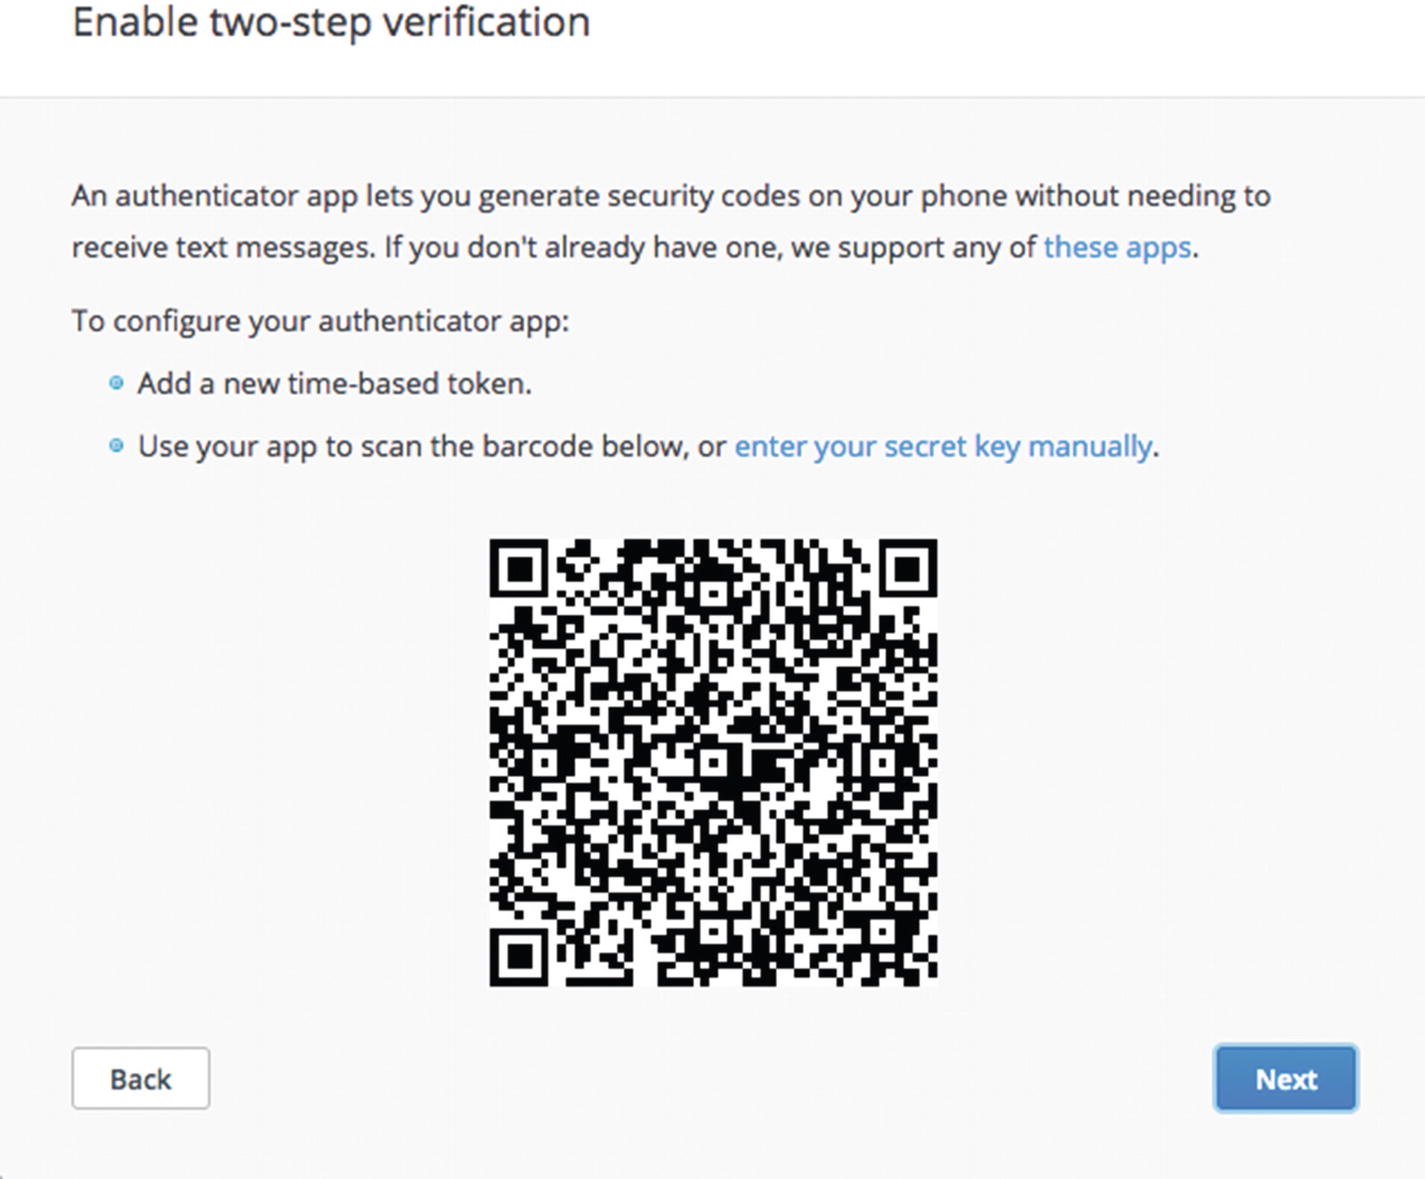 Enable two-step verification
An authenticator app lets you generate security codes on your phone without needing to
receive text messages. If you don't already have one, we support any of these apps.
To configure your authenticator app:
Add a new time-based token.
Use your app to scan the barcode below, or enter your secret key manually.
Back
Next